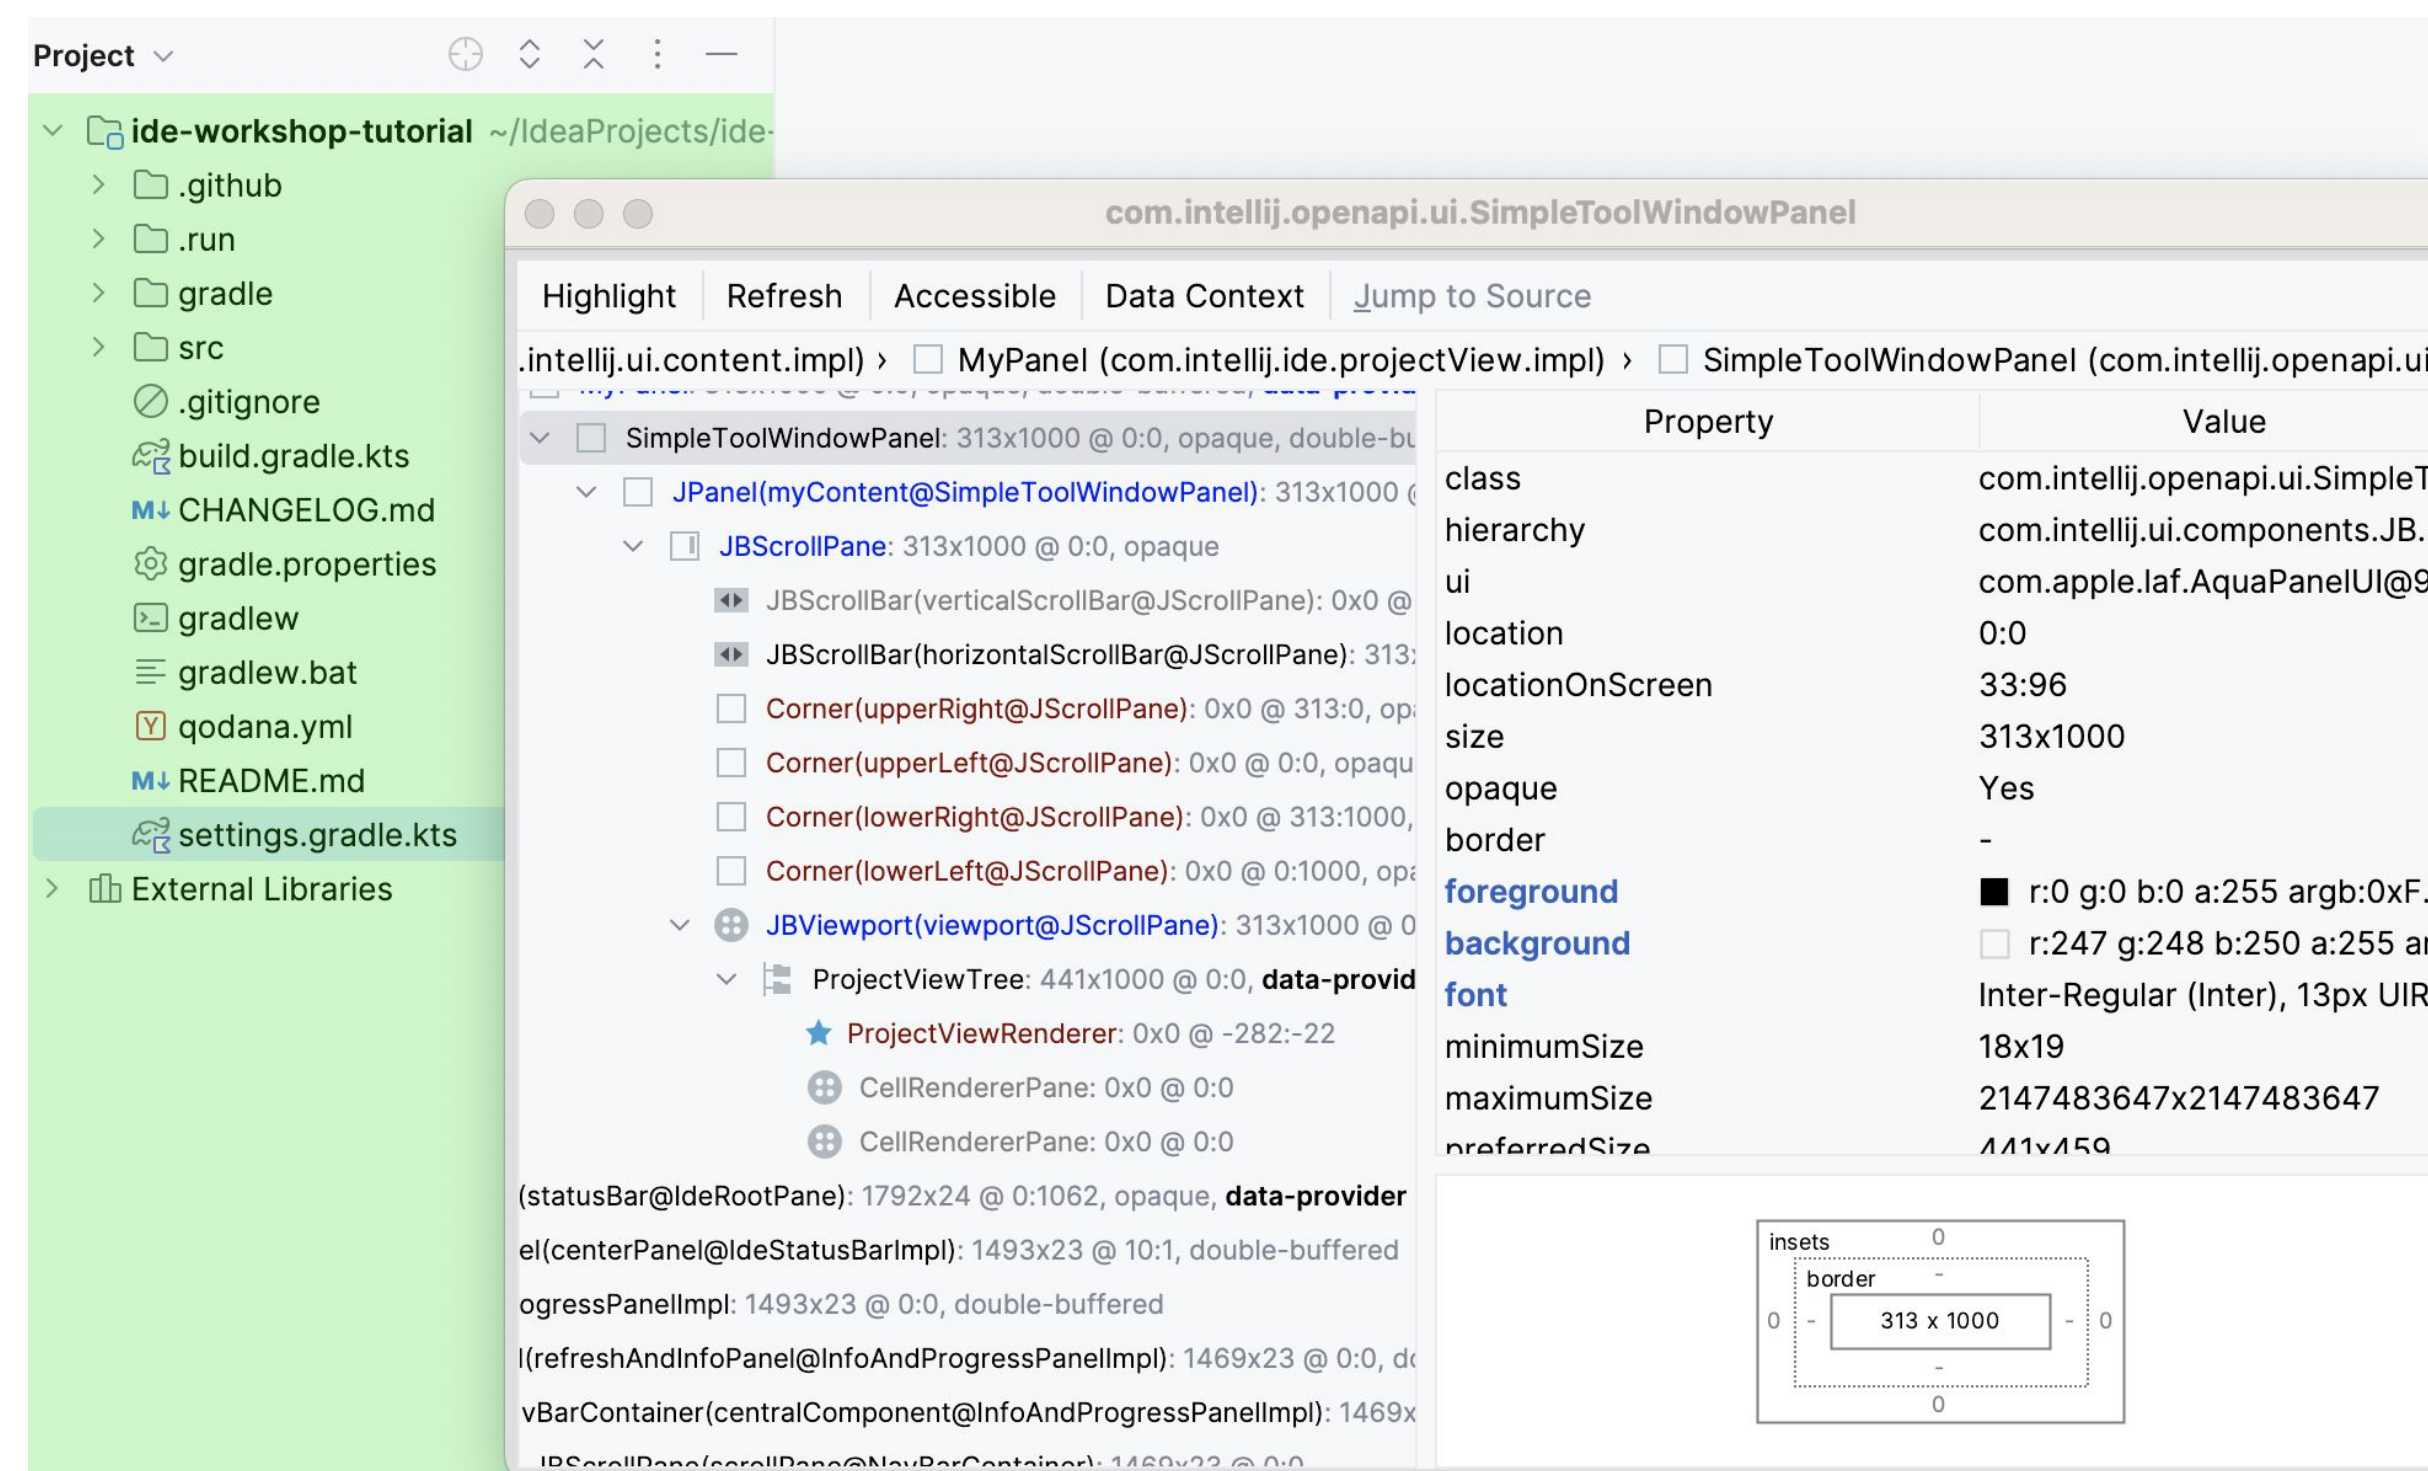 Project
ide-workshop-tutorial ~/IdeaProjects/ide-
.github
.run
gradle
src
.gitignore
build.gradle.kts
M↓ CHANGELOG.md
gradle.properties
gradlew
gradlew.bat
Y qodana.yml
M↓ README.md
settings.gradle.kts
External Libraries
com.intellij.openapi.ui.SimpleToolWindowPanel
Highlight Refresh Accessible Data Context Jump to Source
.intellij.ui.content.impl) › MyPanel (com.intellij.ide.projectView.impl) › SimpleToolWindowPanel (com.intellij.openapi.ui
SimpleToolWindowPanel: 313x1000 @ 0:0, opaque, double-bu
JPanel(myContent@SimpleToolWindowPanel): 313x1000
JBScrollPane: 313x1000 @ 0:0, opaque
JBScrollBar(verticalScrollBar@JScrollPane): 0x0 @
JBScrollBar(horizontalScrollBar@JScrollPane): 313
Corner(upperRight@JScrollPane): 0x0 @ 313:0, op
Corner(upperLeft@JScrollPane): 0x0 @ 0:0, opaqu
Corner(lowerRight@JScrollPane): 0x0 @ 313:1000,
Corner(lowerLeft@JScrollPane): 0x0 @ 0:1000, op
JBViewport(viewport@JScrollPane): 313x1000 @ 0
ProjectViewTree: 441x1000 @ 0:0, data-provid
ProjectViewRenderer: 0x0 @ -282:-22
CellRendererPane: 0x0 @ 0:0
CellRendererPane: 0x0 @ 0:0
(statusBar@IdeRootPane): 1792x24 @ 0:1062, opaque, data-provider
el(centerPanel@IdeStatusBarImpl): 1493x23 @ 10:1, double-buffered
ogressPanelImpl: 1493x23 @ 0:0, double-buffered
l(refreshAndInfoPanel@InfoAndProgressPanelImpl): 1469x23 @ 0:0, do
vBarContainer(centralComponent@InfoAndProgressPanelImpl): 1469x
JBScrollPane(scrollPane@NavBarContainer): 1469x23 @ 0:0
Property Value
class com.intellij.openapi.ui.SimpleT
hierarchy com.intellij.ui.components.JB.
ui com.apple.laf.AquaPanelUI@9
location 0:0
locationOnScreen 33:96
size 313x1000
opaque Yes
border -
foreground r:0 g:0 b:0 a:255 argb:0xF.
background r:247 g:248 b:250 a:255 ar
font Inter-Regular (Inter), 13px UIR
minimumSize 18x19
maximumSize 2147483647x2147483647
preferredSize 441x459
insets 0
border -
0 - 313 x 1000 - 0
-
0